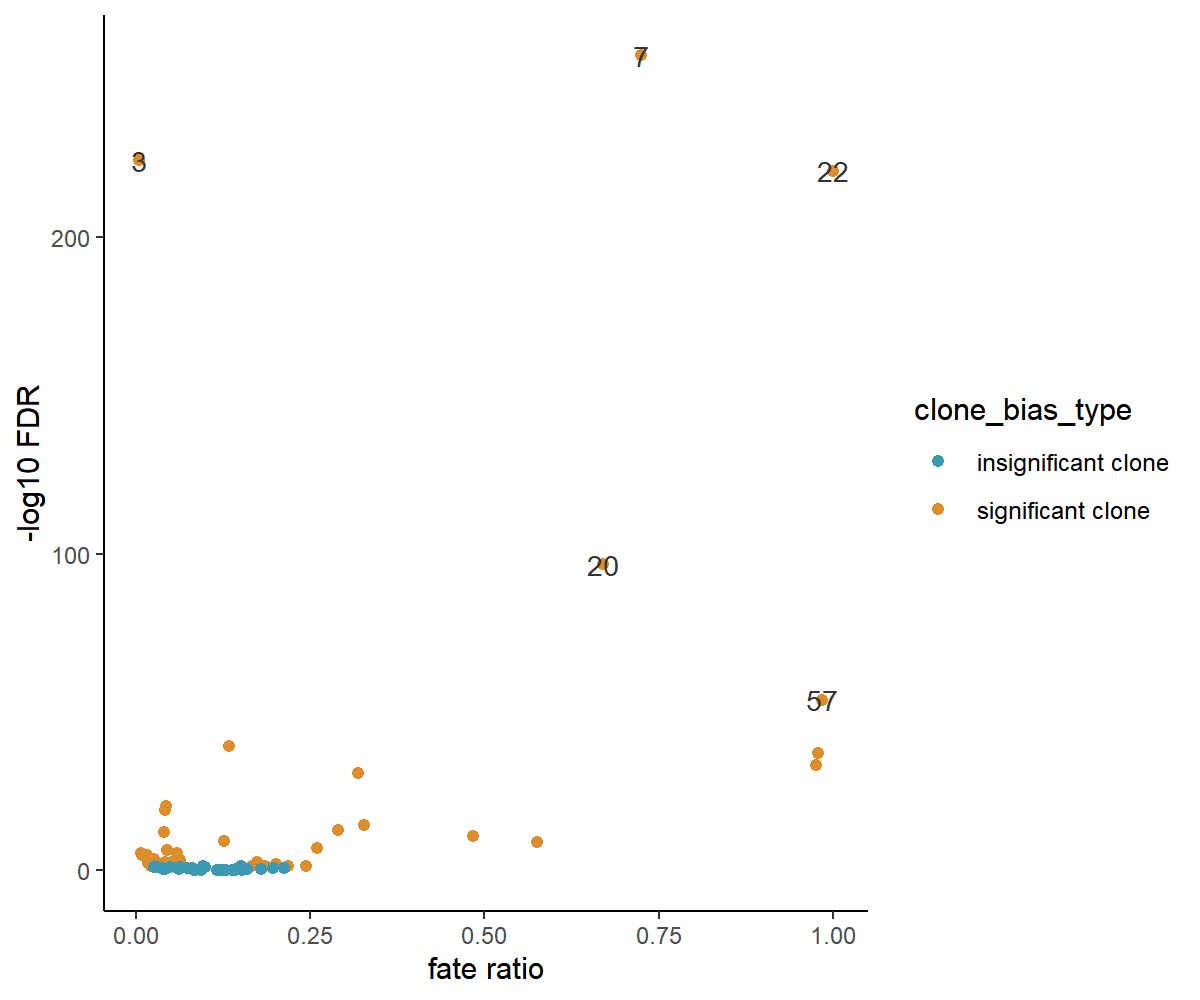 7
3
22
200
clone_bias_type
insignificant clone
significant clone
-log10 FDR
100
20
57
0
0.00 0.25 0.50 0.75 1.00
fate ratio